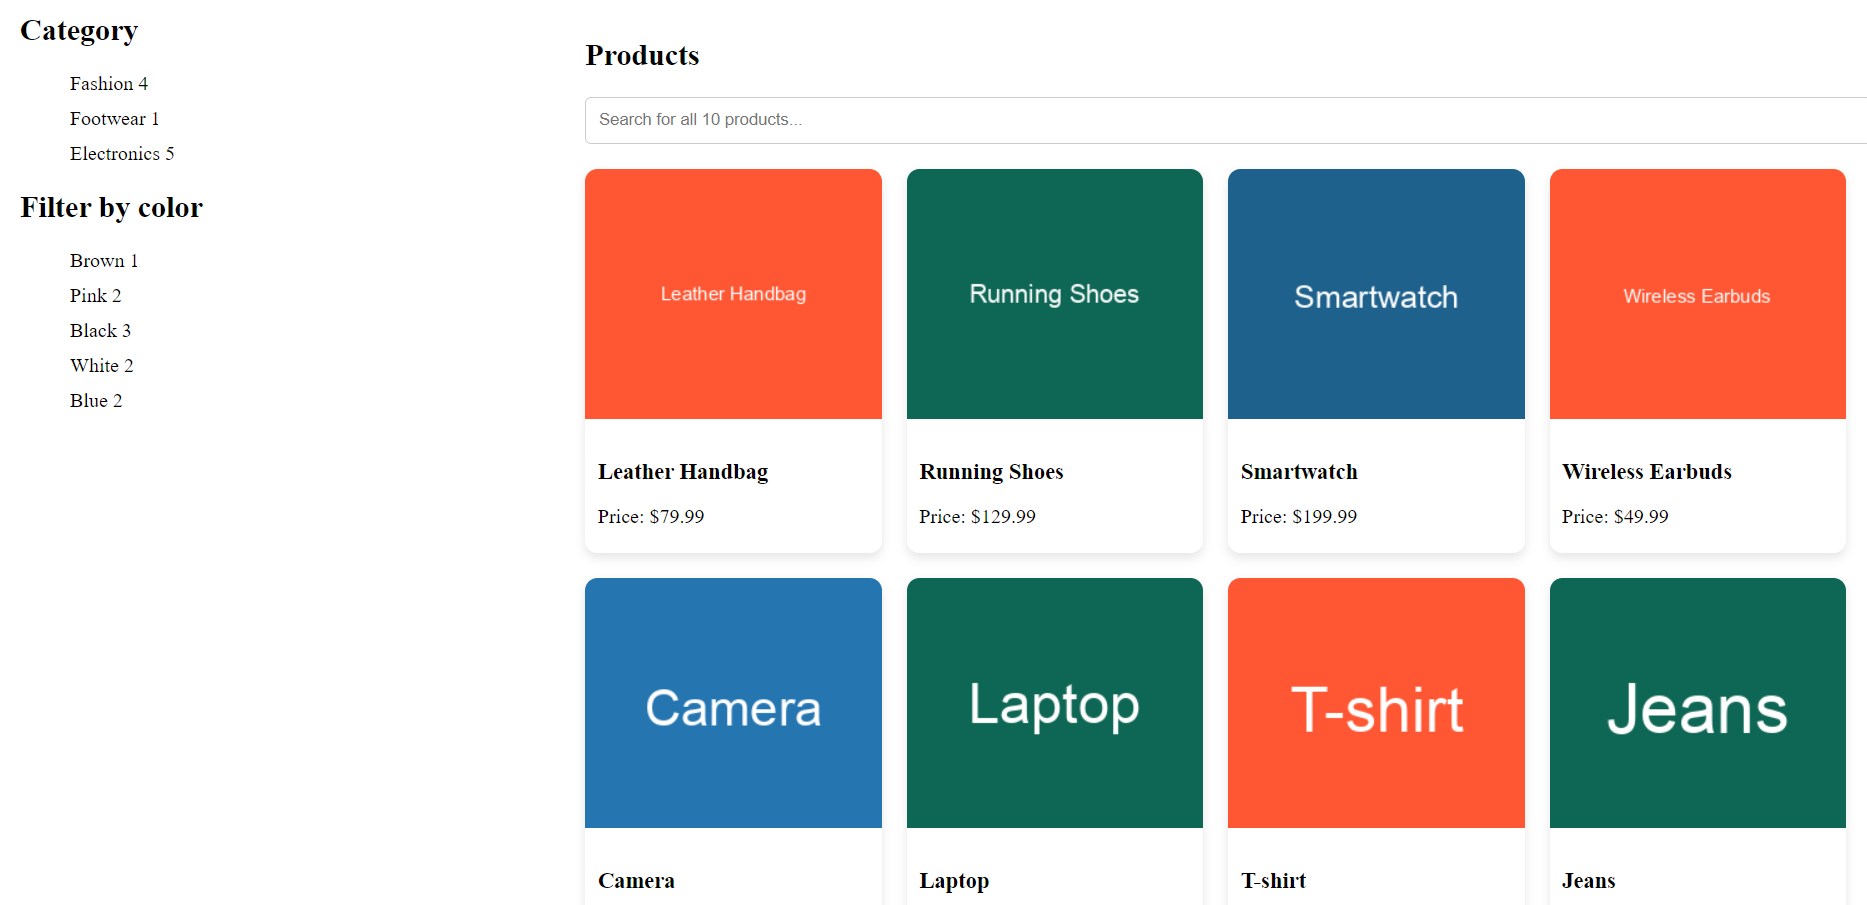 Category
Fashion 4
Footwear 1
Electronics 5
Filter by color
Brown 1
Pink 2
Black 3
White 2
Blue 2
Products
Search for all 10 products...
Leather Handbag
Leather Handbag
Price: $79.99
Running Shoes
Running Shoes
Price: $129.99
Smartwatch
Smartwatch
Price: $199.99
Wireless Earbuds
Wireless Earbuds
Price: $49.99
Camera
Camera
Laptop
Laptop
T-shirt
T-shirt
Jeans
Jeans